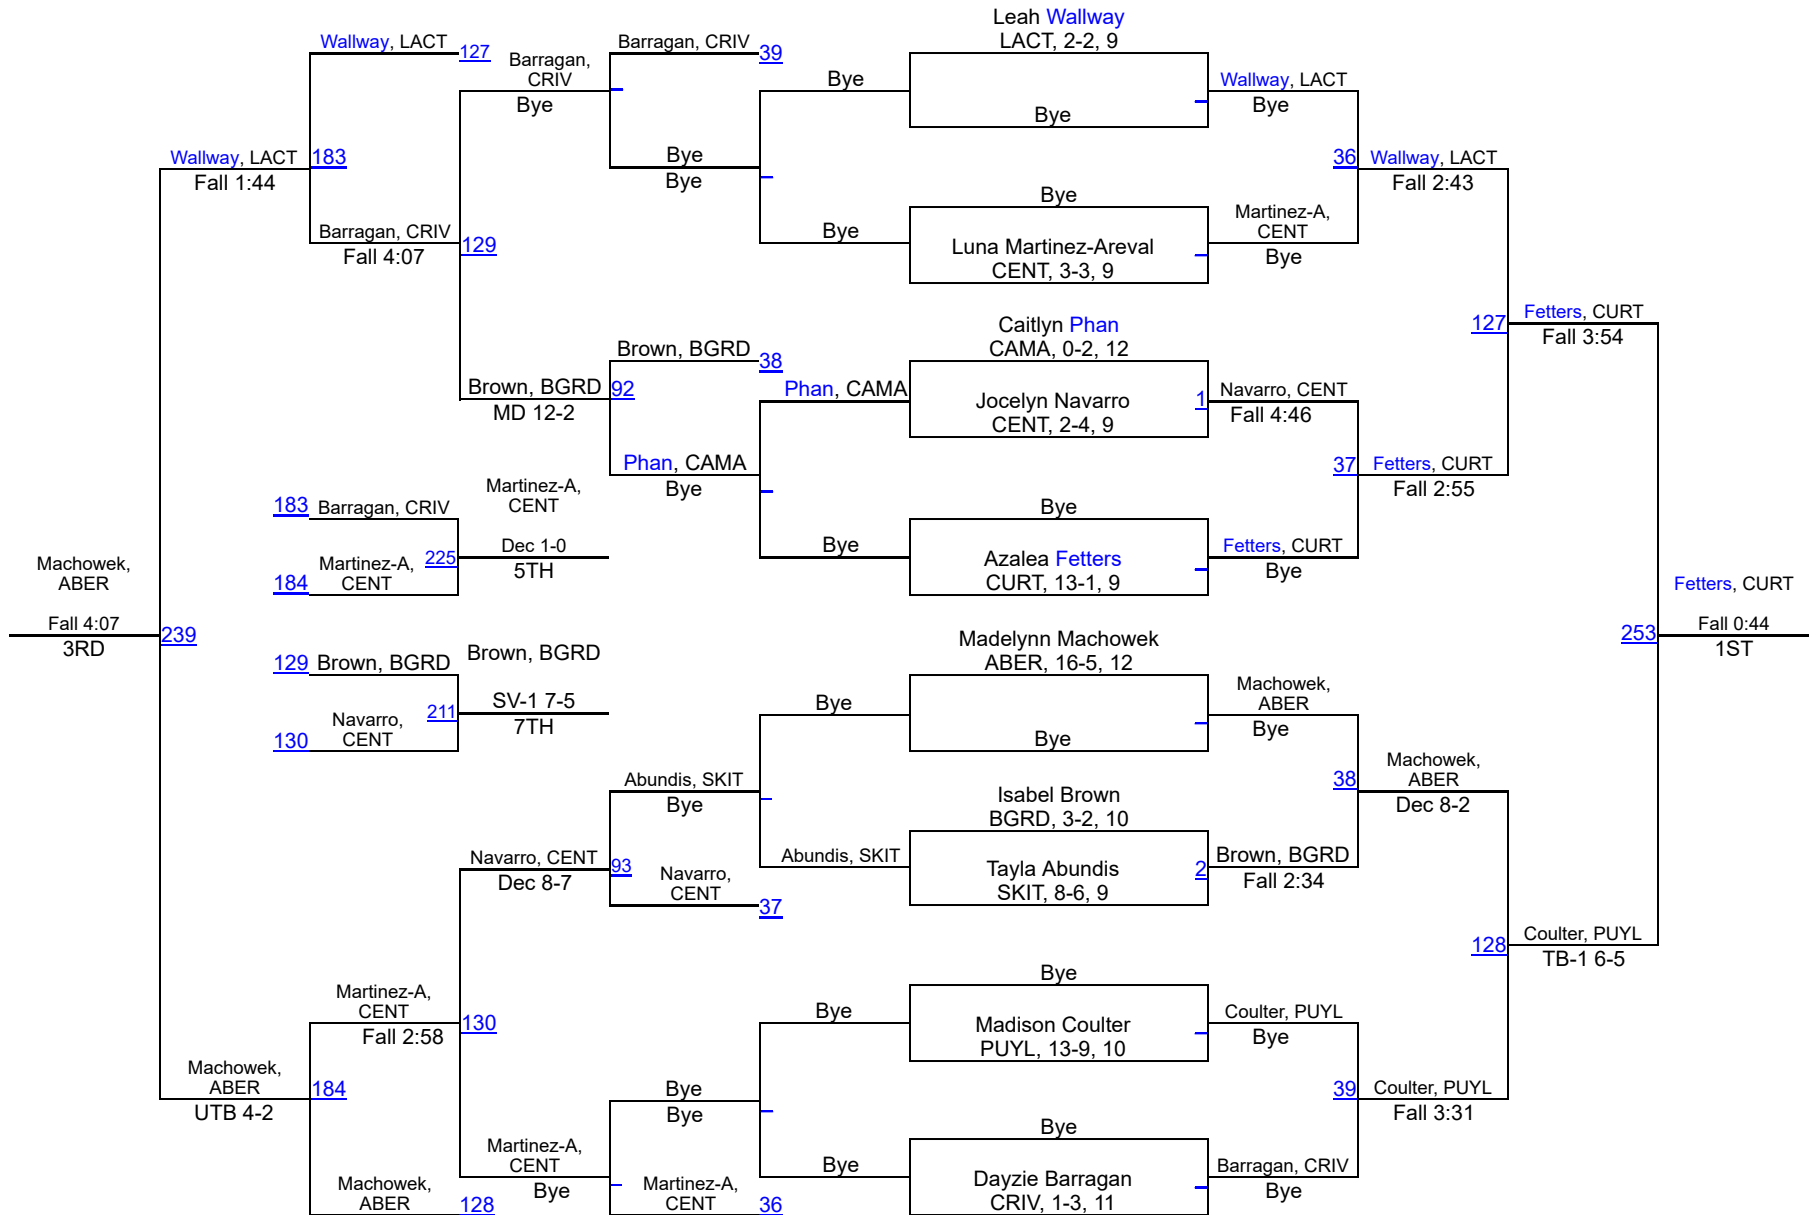 Leah Wallway
LACT, 2-2, 9
Wallway, LACT
127
Barragan,
CRIV
Bye
Barragan, CRIV
39
Bye
Bye
Wallway, LACT
Bye
Wallway, LACT
Fall 1:44
183
Bye
Bye
36
Wallway, LACT
Fall 2:43
Bye
Barragan, CRIV
Fall 4:07
129
Bye
Luna Martinez-Areval
CENT, 3-3, 9
Martinez-A,
CENT
Bye
Caitlyn Phan
CAMA, 0-2, 12
127
Fetters, CURT
Fall 3:54
Brown, BGRD
38
Brown, BGRD
MD 12-2
92
Phan, CAMA
Jocelyn Navarro
CENT, 2-4, 9
1
Navarro, CENT
Fall 4:46
Phan, CAMA
Bye
37
Fetters, CURT
Fall 2:55
183
Barragan, CRIV
Martinez-A,
CENT
Bye
Machowek,
ABER
184
Martinez-A,
CENT
225
Dec 1-0
5TH
Bye
Azalea Fetters
CURT, 13-1, 9
Fetters, CURT
Bye
Fetters, CURT
Fall 4:07
3RD
239
253
Fall 0:44
1ST
129
Brown, BGRD
Brown, BGRD
Madelynn Machowek
ABER, 16-5, 12
130
Navarro,
CENT
211
SV-1 7-5
7TH
Bye
Bye
Machowek,
ABER
Bye
Abundis, SKIT
Bye
Isabel Brown
BGRD, 3-2, 10
38
Machowek,
ABER
Dec 8-2
Navarro, CENT
Dec 8-7
93
Navarro,
CENT
37
Abundis, SKIT
Tayla Abundis
SKIT, 8-6, 9
2
Brown, BGRD
Fall 2:34
128
Coulter, PUYL
TB-1 6-5
Bye
Martinez-A,
CENT
Fall 2:58
130
Bye
Madison Coulter
PUYL, 13-9, 10
Coulter, PUYL
Bye
Machowek,
ABER
UTB 4-2
184
Bye
Bye
39
Coulter, PUYL
Fall 3:31
Bye
Machowek,
ABER
128
Martinez-A,
CENT
Bye
Martinez-A,
CENT
36
Bye
Dayzie Barragan
CRIV, 1-3, 11
Barragan, CRIV
Bye